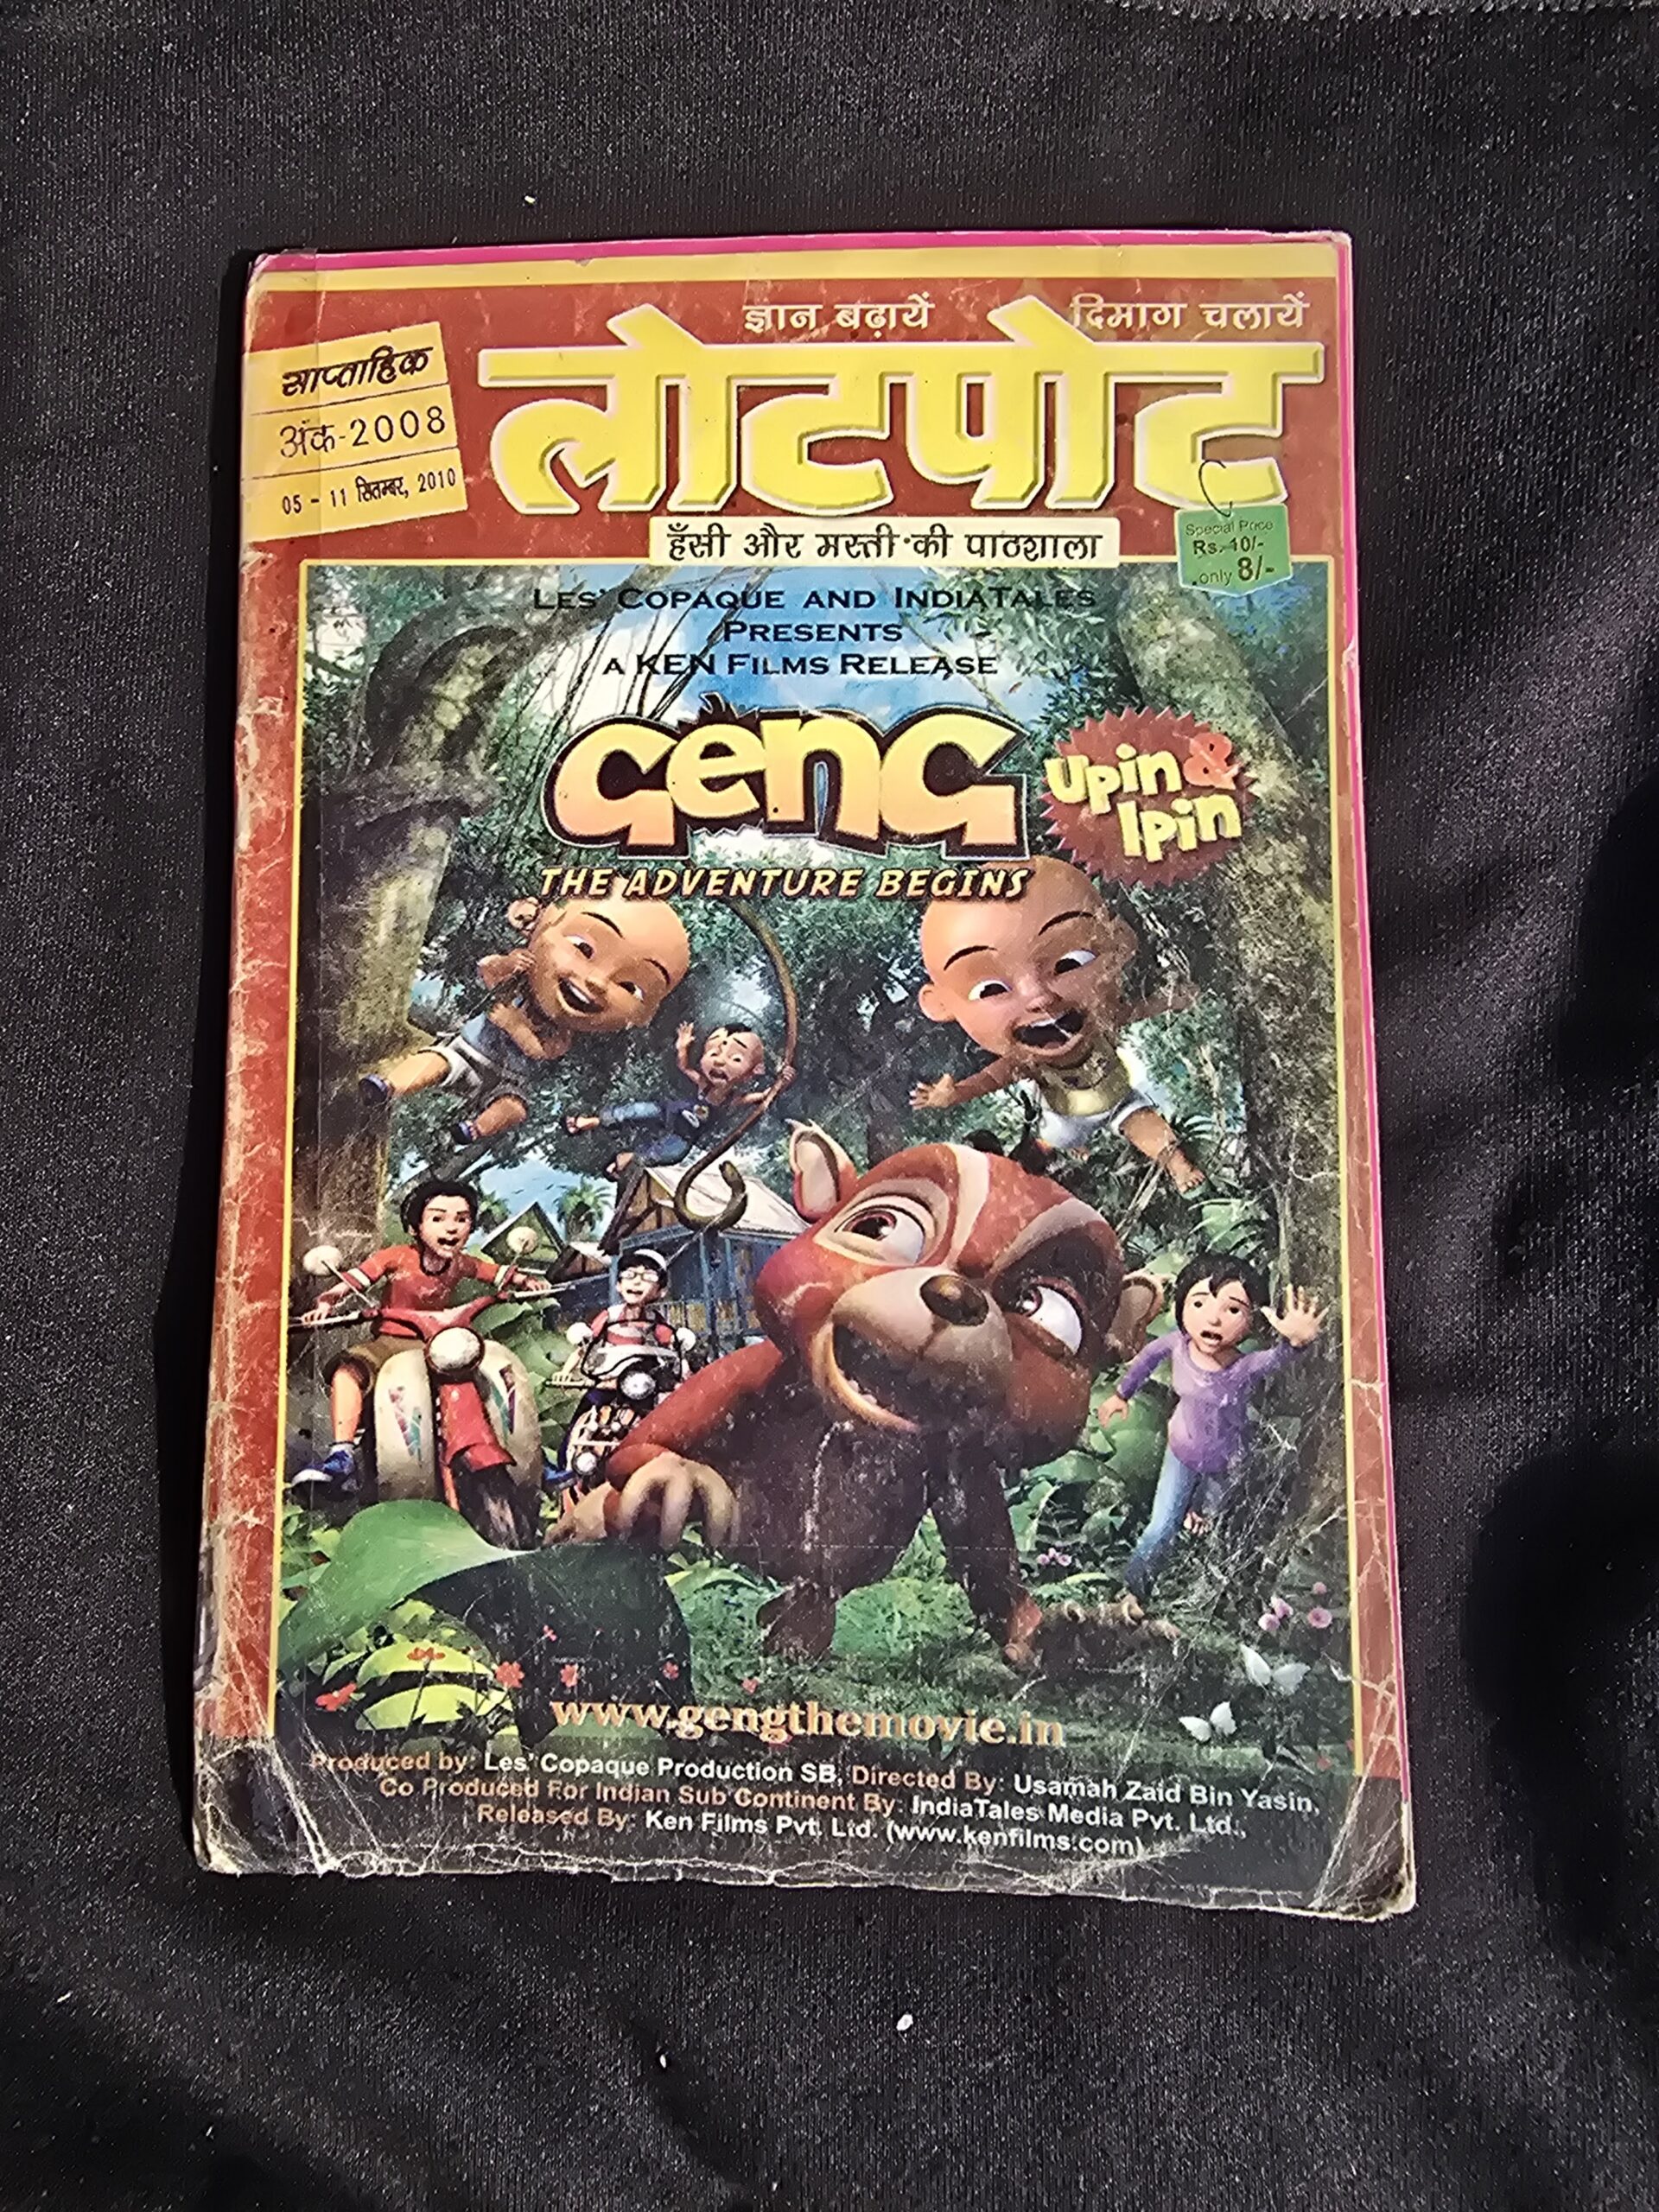 ज्ञान बढ़ायें दिमाग चलायें
लोटपोट
साप्ताहिक
अंक-2008
05 - 11 सितम्बर, 2010
हँसी और मस्ती की पाठशाला
Special Price
Rs. 10/-
only 8/-
LES' COPAQUE AND INDIATALES
PRESENTS
A KEN FILMS RELEASE
GENG
Upin &
Ipin
THE ADVENTURE BEGINS
www.gengthemovie.in
Produced by: Les' Copaque Production SB, Directed By: Usamah Zaid Bin Yasin,
Co Produced For Indian Sub Continent By: IndiaTales Media Pvt. Ltd.,
Released By: Ken Films Pvt. Ltd. (www.kenfilms.com)